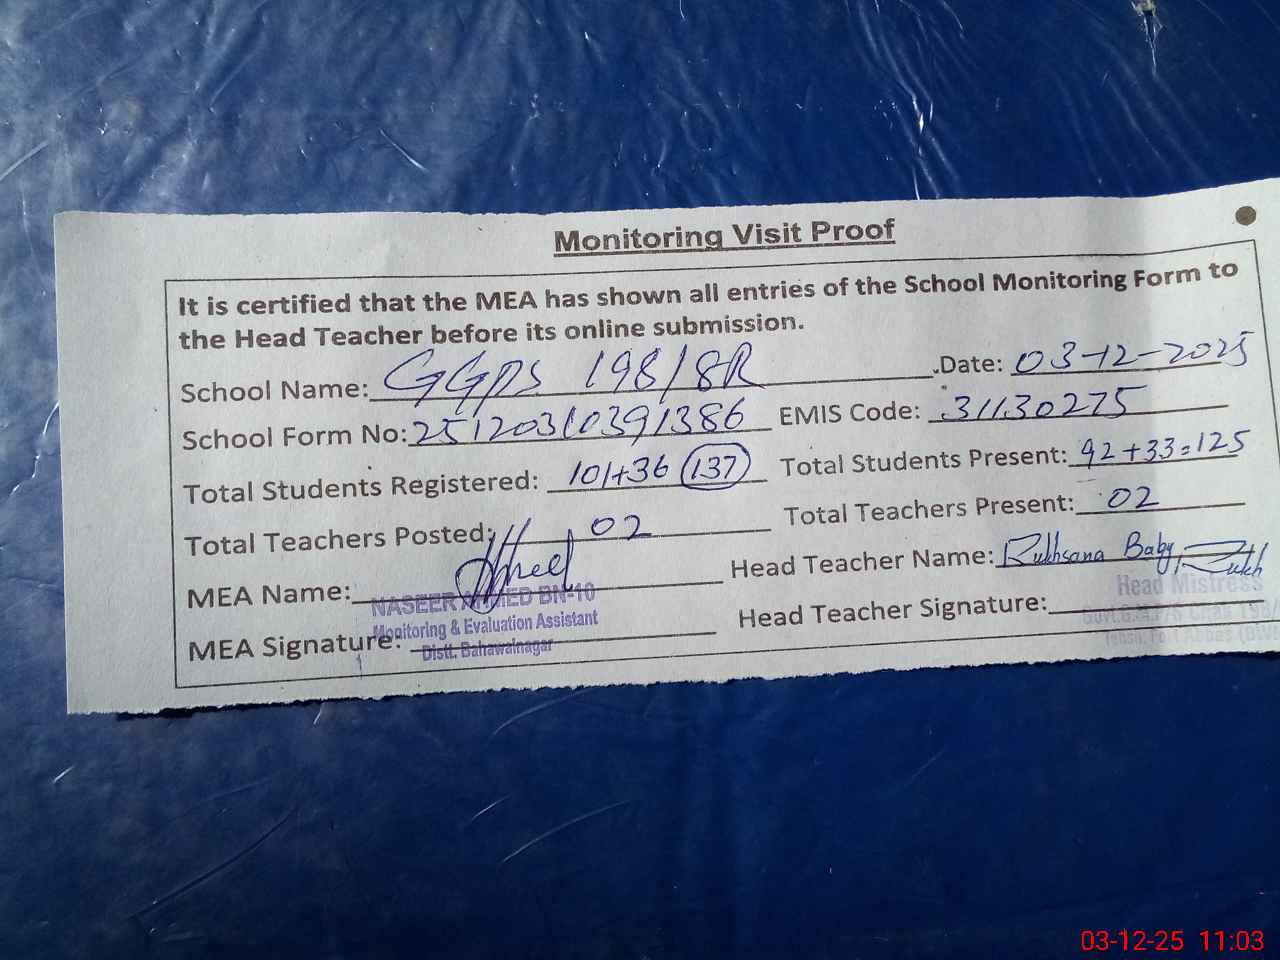 Monitoring Visit Proof
It is certified that the MEA has shown all entries of the School Monitoring Form to
the Head Teacher before its online submission.
School Name: GGPS 198/8R Date: 03-12-2025
School Form No: 25120310391386 EMIS Code: 31130275
Total Students Registered: 101+36 (137) Total Students Present: 92+33=125
Total Teachers Posted: 02 Total Teachers Present: 02
MEA Name: Head Teacher Name: Rukhsana Baby
NASEER AHMED BN-10
Monitoring & Evaluation Assistant
Distt. Bahawalnagar
MEA Signature: Head Teacher Signature:
Head Mistress
03-12-25 11:03